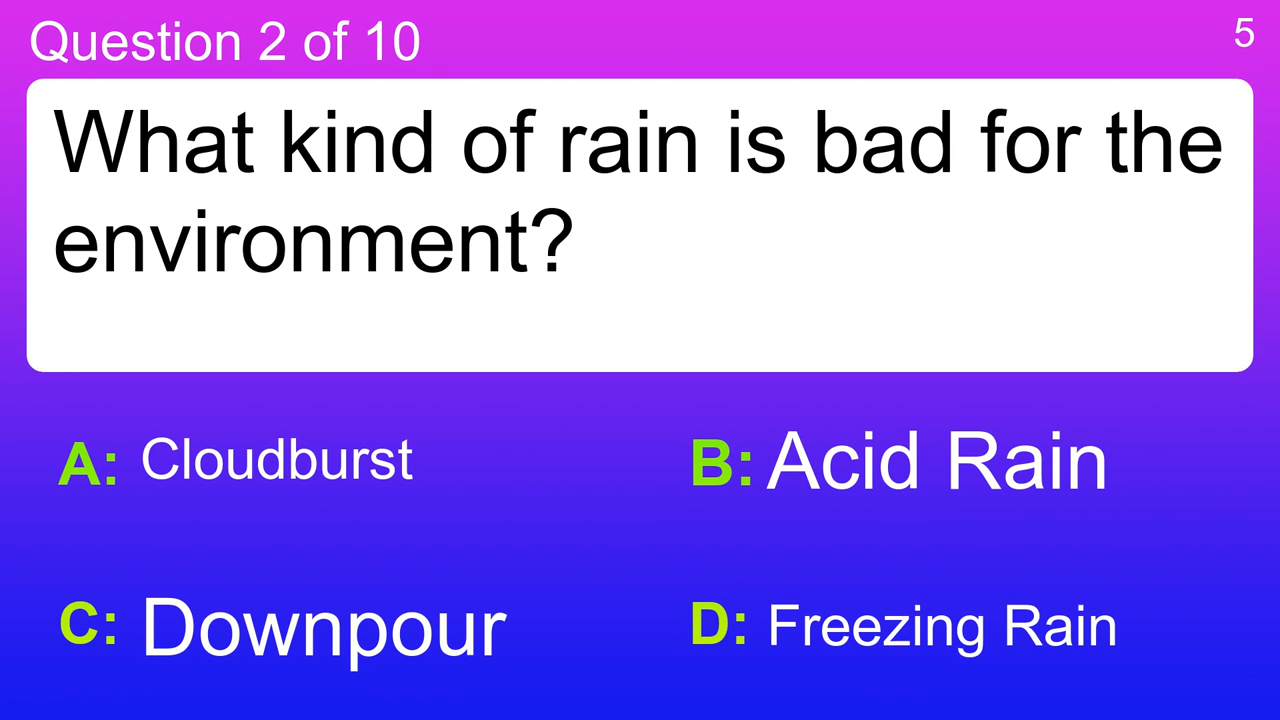 Question 2 of 10
5
What kind of rain is bad for the
environment?
A: Cloudburst
B: Acid Rain
C: Downpour
D: Freezing Rain